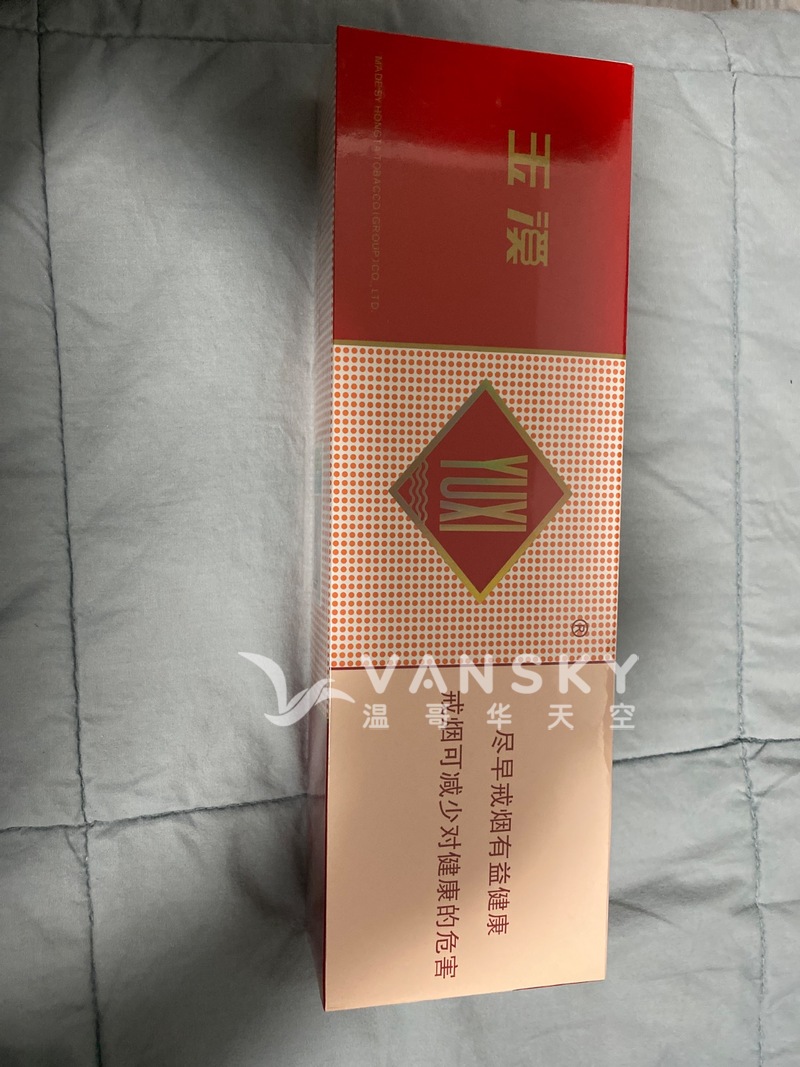 玉溪
MADE BY HONGTA TOBACCO (GROUP) CO., LTD.
YUXI
®
尽早戒烟有益健康
戒烟可减少对健康的危害
VANSKY
温哥华天空